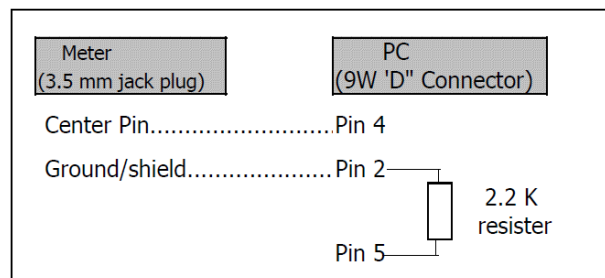 Meter PC
(3.5 mm jack plug) (9W 'D" Connector)
Center Pin.............................. Pin 4
Ground/shield........................ Pin 2
2.2 K
resister
Pin 5